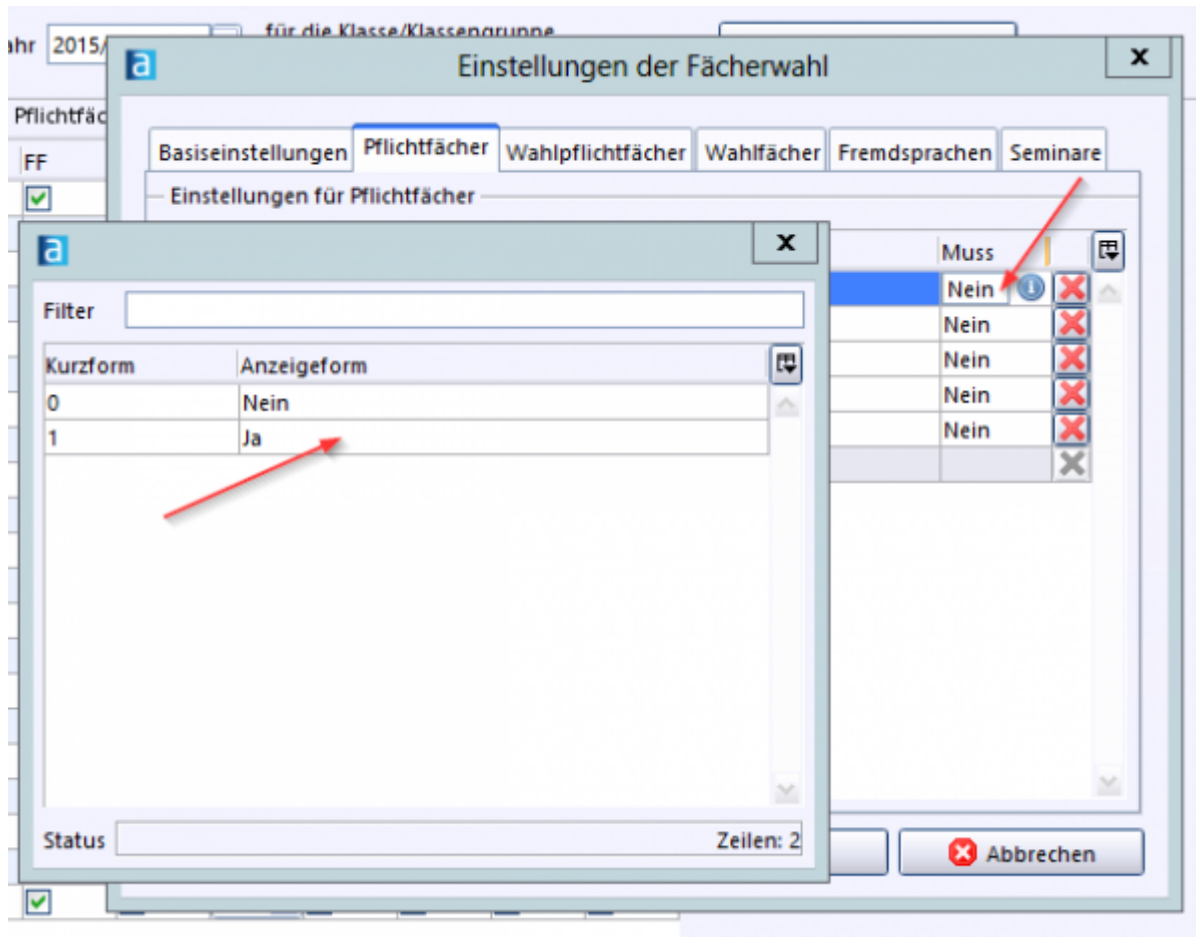 ahr 2015/ für die Klasse/Klassengruppe
a Einstellungen der Fächerwahl x
Pflichtfäc
FF
Basiseinstellungen Pflichtfächer Wahlpflichtfächer Wahlfächer Fremdsprachen Seminare
Einstellungen für Pflichtfächer
a x
Muss
Filter
Nein
Nein
Kurzform Anzeigeform
Nein
0 Nein
Nein
1 Ja
Nein
Status Zeilen: 2
Abbrechen